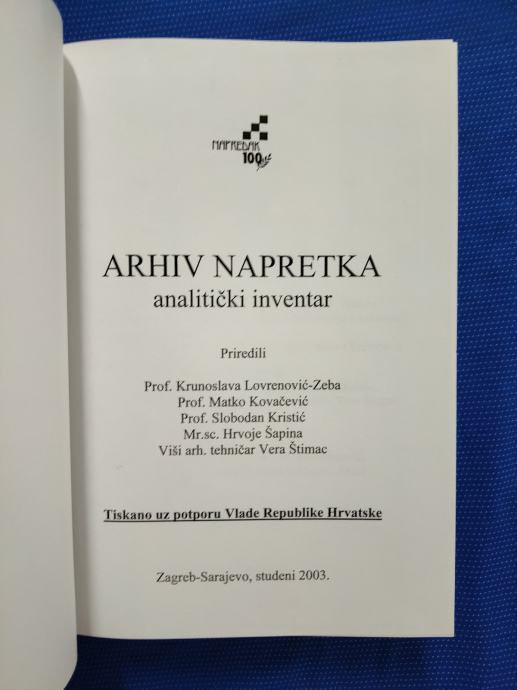 NAPREDAK
100
ARHIV NAPRETKA
analitički inventar
Priredili
Prof. Krunoslava Lovrenović-Zeba
Prof. Matko Kovačević
Prof. Slobodan Kristić
Mr.sc. Hrvoje Šapina
Viši arh. tehničar Vera Štimac
Tiskano uz potporu Vlade Republike Hrvatske
Zagreb-Sarajevo, studeni 2003.